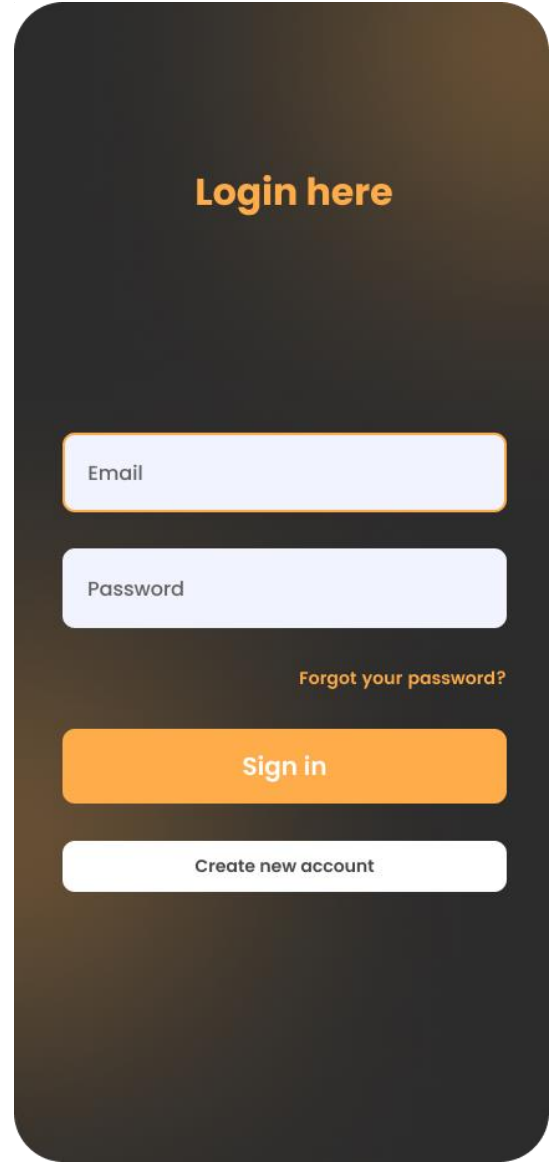 Login here
Email
Password
Forgot your password?
Sign in
Create new account